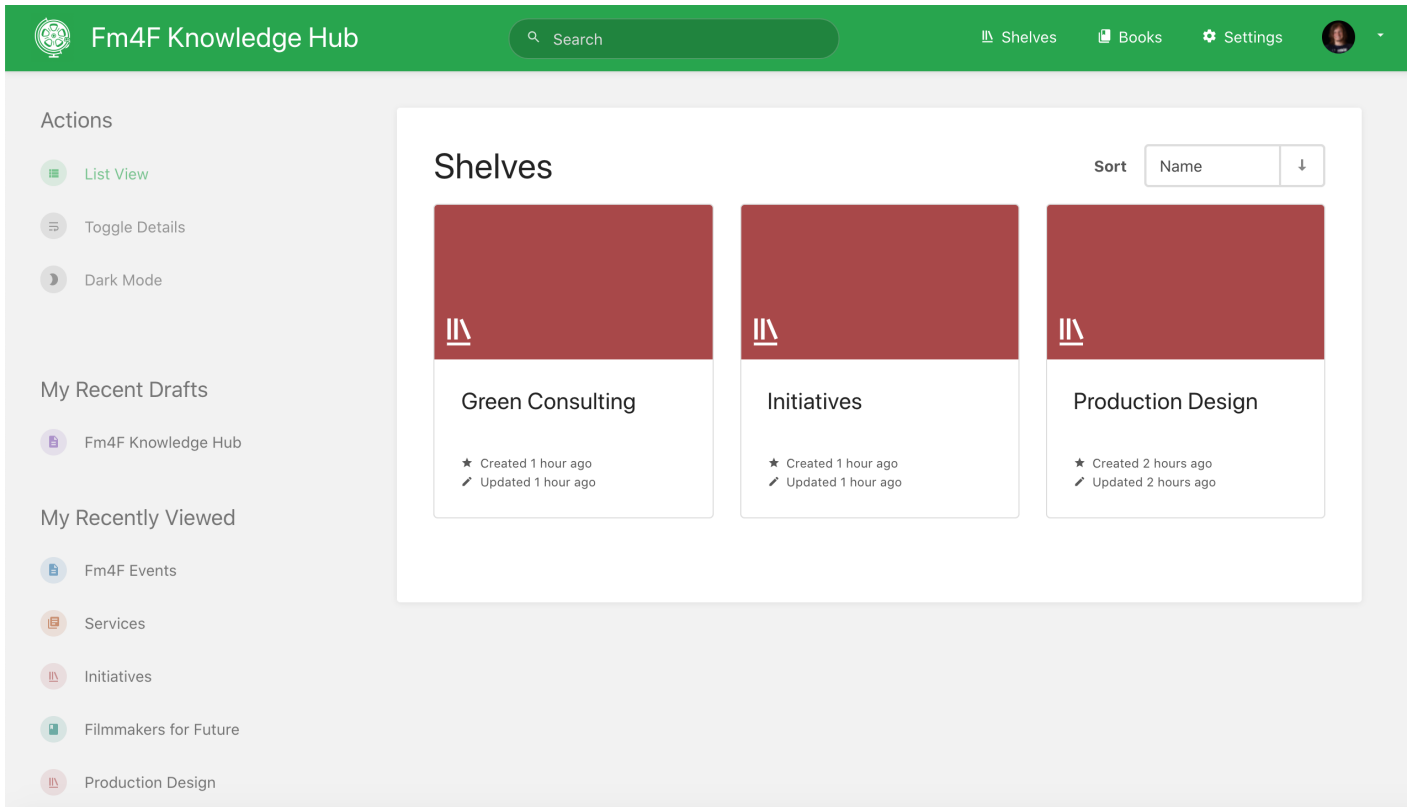 Fm4F Knowledge Hub
Search
Shelves
Books
Settings
Actions
List View
Toggle Details
Dark Mode
My Recent Drafts
Fm4F Knowledge Hub
My Recently Viewed
Fm4F Events
Services
Initiatives
Filmmakers for Future
Production Design
Shelves
Sort
Name
Green Consulting
Created 1 hour ago
Updated 1 hour ago
Initiatives
Created 1 hour ago
Updated 1 hour ago
Production Design
Created 2 hours ago
Updated 2 hours ago